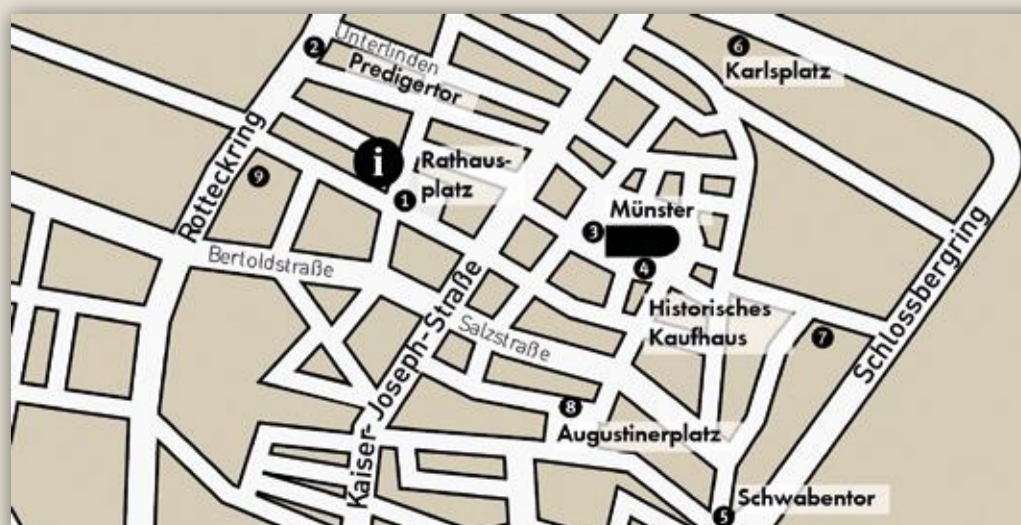 2
Unterlinden
Predigertor
6
Karlsplatz
Rotteckring
i
Rathaus-
platz
9
1
Münster
3
4
Bertoldstraße
Historisches
Kaufhaus
Kaiser-Joseph-Straße
Salzstraße
7
Schlossbergring
8
Augustinerplatz
Schwabentor
5